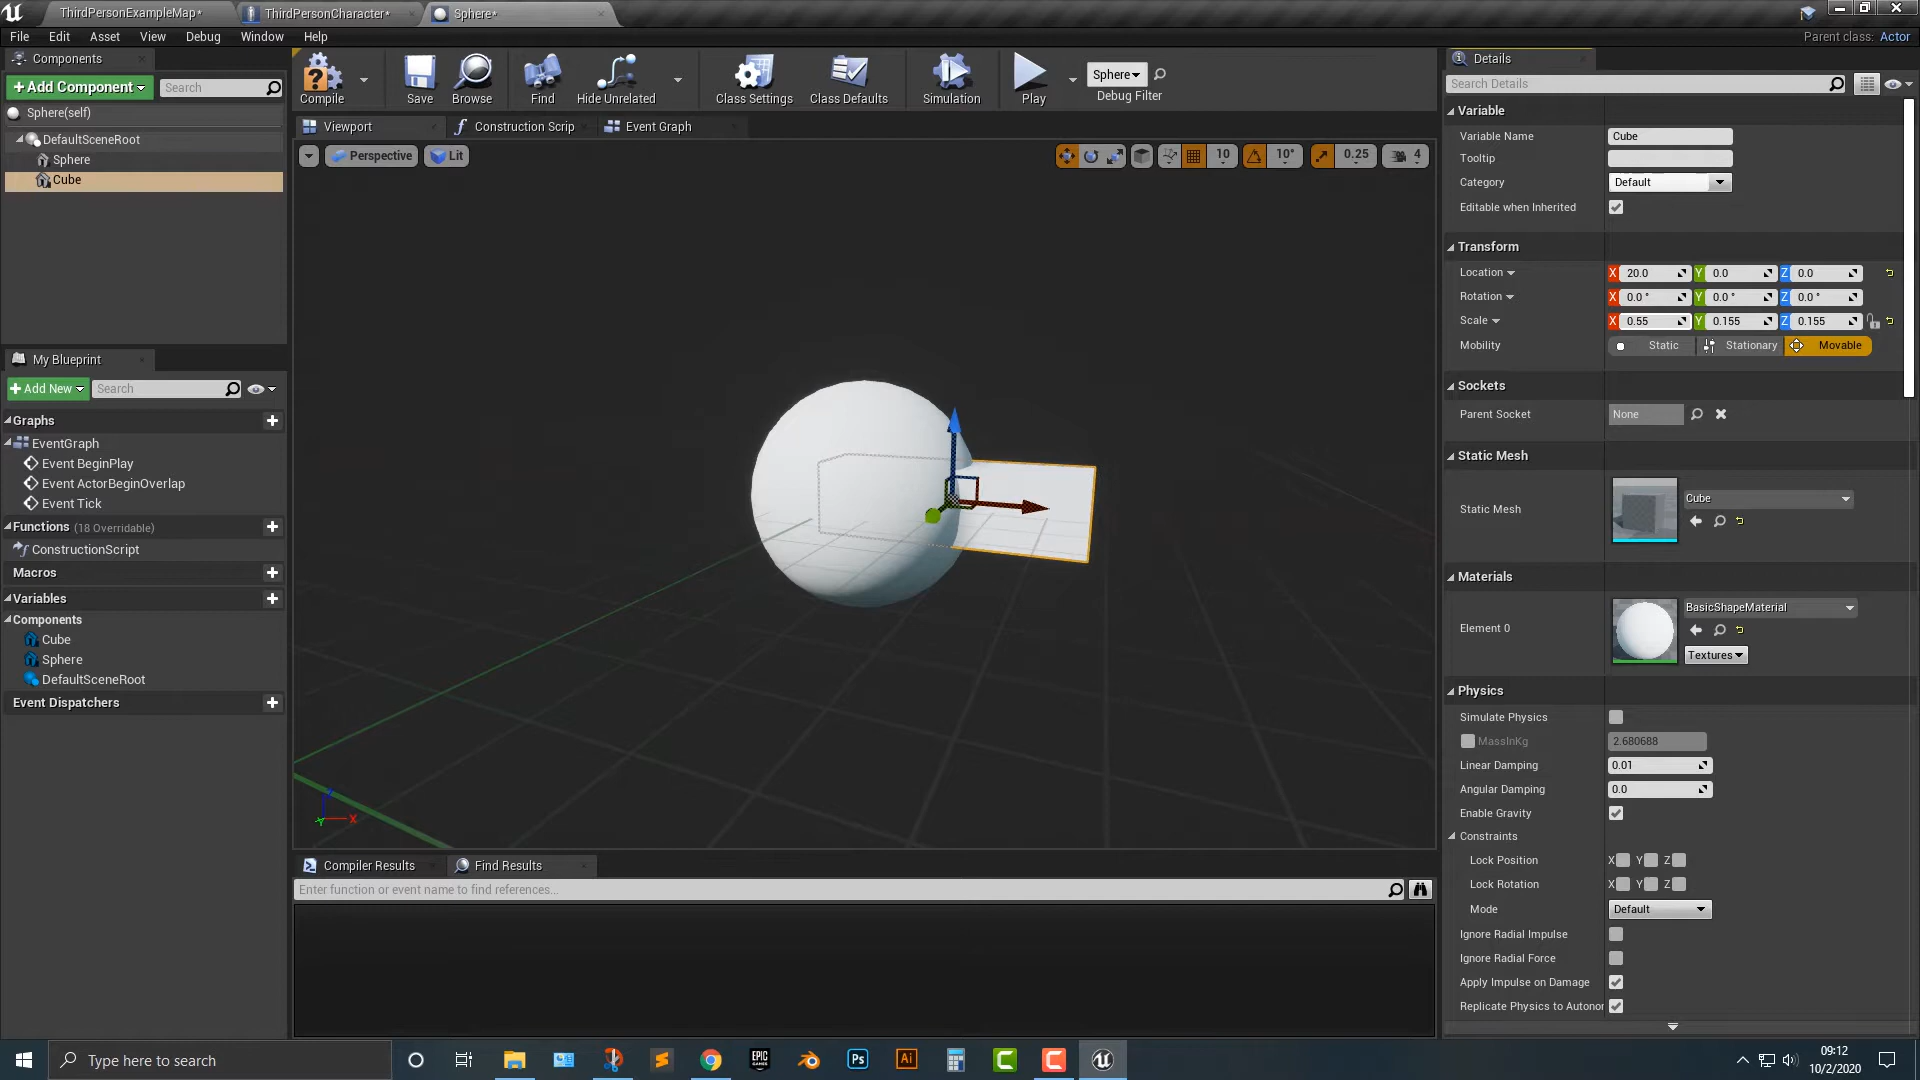 ThirdPersonExampleMap*
ThirdPersonCharacter*
Sphere*
File Edit Asset View Debug Window Help
Parent class: Actor
Components
+Add Component
Search
Sphere(self)
DefaultSceneRoot
Sphere
Cube
Compile
Save
Browse
Find
Hide Unrelated
Class Settings
Class Defaults
Simulation
Play
Sphere
Debug Filter
Viewport
Construction Scrip
Event Graph
Perspective
Lit
10
10°
0.25
4
My Blueprint
+Add New
Search
Graphs
EventGraph
Event BeginPlay
Event ActorBeginOverlap
Event Tick
Functions (18 Overridable)
ConstructionScript
Macros
Variables
Components
Cube
Sphere
DefaultSceneRoot
Event Dispatchers
Compiler Results
Find Results
Enter function or event name to find references...
Details
Search Details
Variable
Variable Name Cube
Tooltip
Category Default
Editable when Inherited
Transform
Location X 20.0 Y 0.0 Z 0.0
Rotation X 0.0 ° Y 0.0 ° Z 0.0 °
Scale X 0.55 Y 0.155 Z 0.155
Mobility Static Stationary Movable
Sockets
Parent Socket None
Static Mesh
Static Mesh Cube
Materials
Element 0 BasicShapeMaterial
Textures
Physics
Simulate Physics
MassInKg 2.680688
Linear Damping 0.01
Angular Damping 0.0
Enable Gravity
Constraints
Lock Position X Y Z
Lock Rotation X Y Z
Mode Default
Ignore Radial Impulse
Ignore Radial Force
Apply Impulse on Damage
Replicate Physics to Autonor
X
Type here to search
EPIC GAMES
Ps
Ai
09:12
10/2/2020